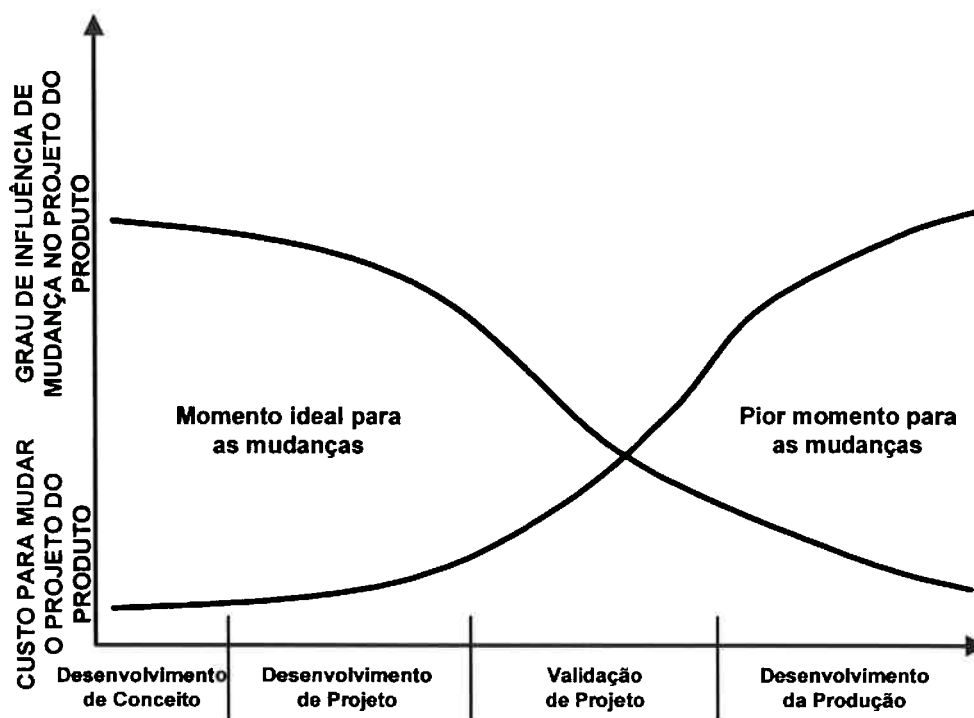 GRAU DE INFLUÊNCIA DE
MUDANÇA NO PROJETO DO
PRODUTO
CUSTO PARA MUDAR
O PROJETO DO
PRODUTO
Momento ideal para
as mudanças
Pior momento para
as mudanças
Desenvolvimento
de Conceito
Desenvolvimento
de Projeto
Validação
de Projeto
Desenvolvimento
da Produção